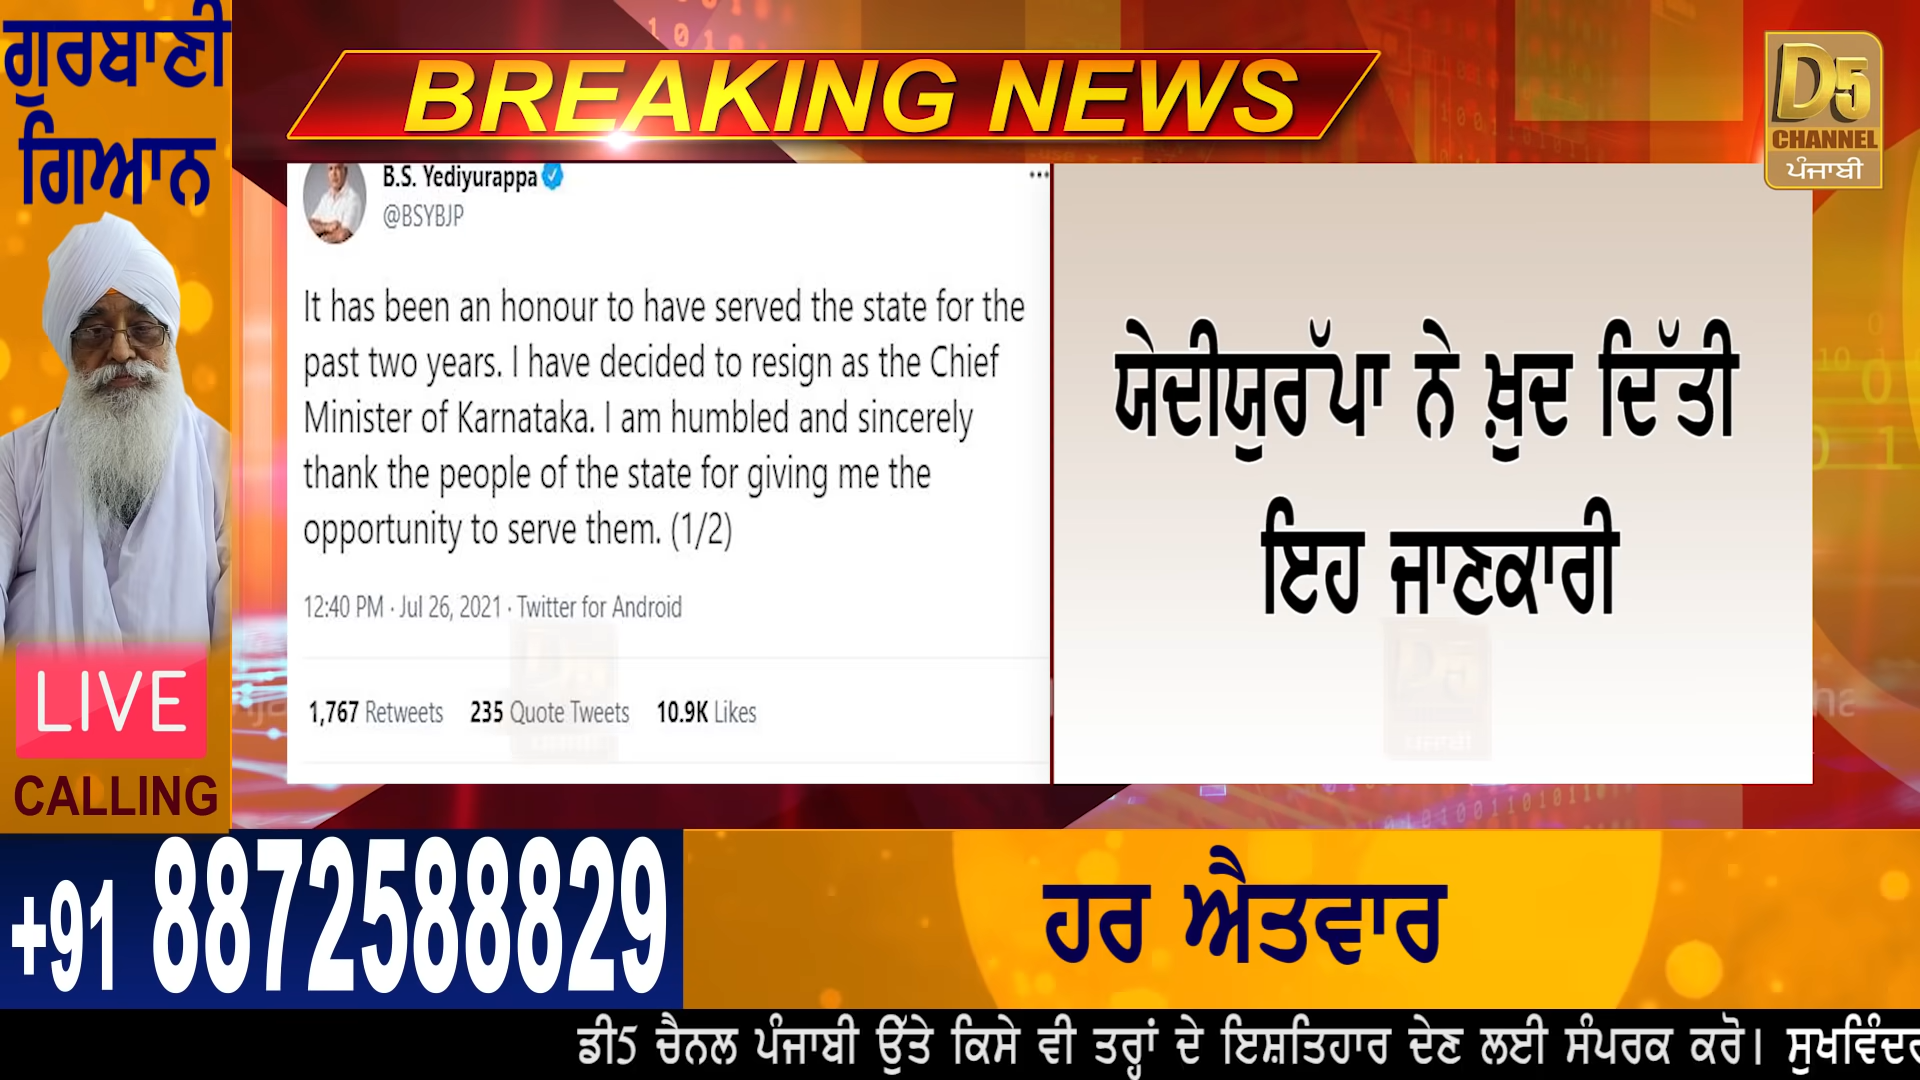 ਗੁਰਬਾਣੀ
ਗਿਆਨ
LIVE
CALLING
+91 8872588829
BREAKING NEWS
D5
CHANNEL
ਪੰਜਾਬੀ
B.S. Yediyurappa
@BSYBJP
It has been an honour to have served the state for the
past two years. I have decided to resign as the Chief
Minister of Karnataka. I am humbled and sincerely
thank the people of the state for giving me the
opportunity to serve them. (1/2)
12:40 PM · Jul 26, 2021 · Twitter for Android
1,767 Retweets 235 Quote Tweets 10.9K Likes
ਯੇਦੀਯੁਰੱਪਾ ਨੇ ਖ਼ੁਦ ਦਿੱਤੀ
ਇਹ ਜਾਣਕਾਰੀ
ਹਰ ਐਤਵਾਰ
ਡੀ5 ਚੈਨਲ ਪੰਜਾਬੀ ਉੱਤੇ ਕਿਸੇ ਵੀ ਤਰ੍ਹਾਂ ਦੇ ਇਸ਼ਤਿਹਾਰ ਦੇਣ ਲਈ ਸੰਪਰਕ ਕਰੋ। ਸੁਖਵਿੰਦਰ